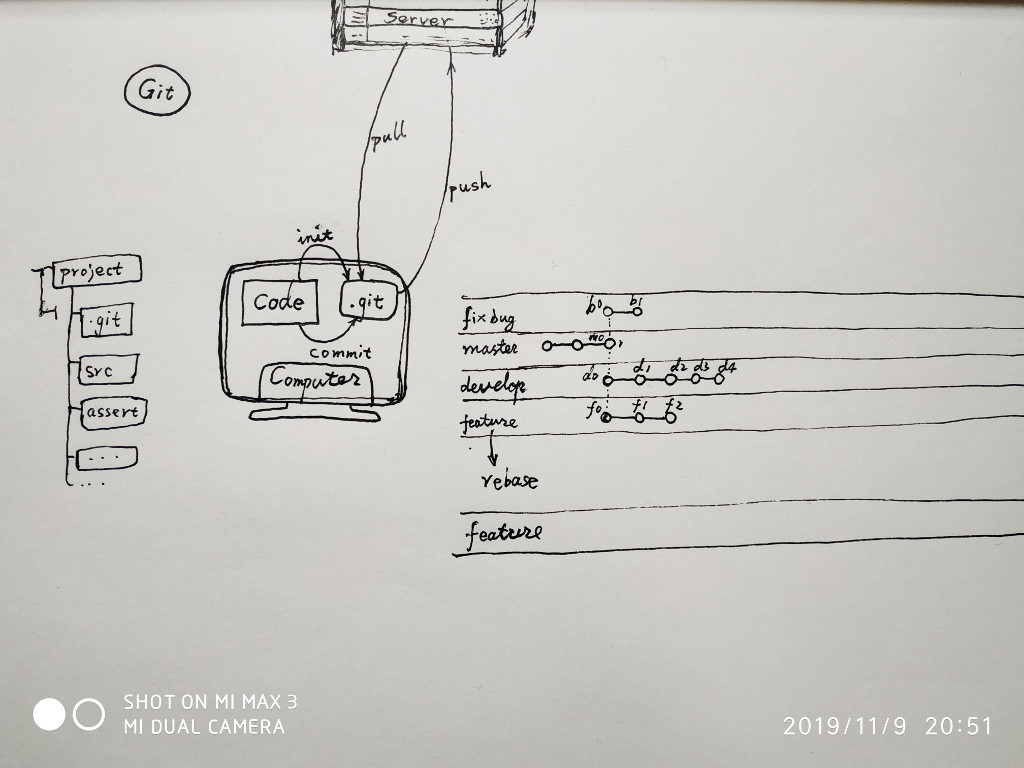 Server
Git
pull
push
init
project
Code
.git
.git
commit
src
Computer
assert
....
...
fixbug
b0 b1
master
m0
develop
d0 d1 d2 d3 d4
feature
f0 f1 f2
rebase
feature
SHOT ON MI MAX 3
MI DUAL CAMERA
2019/11/9 20:51